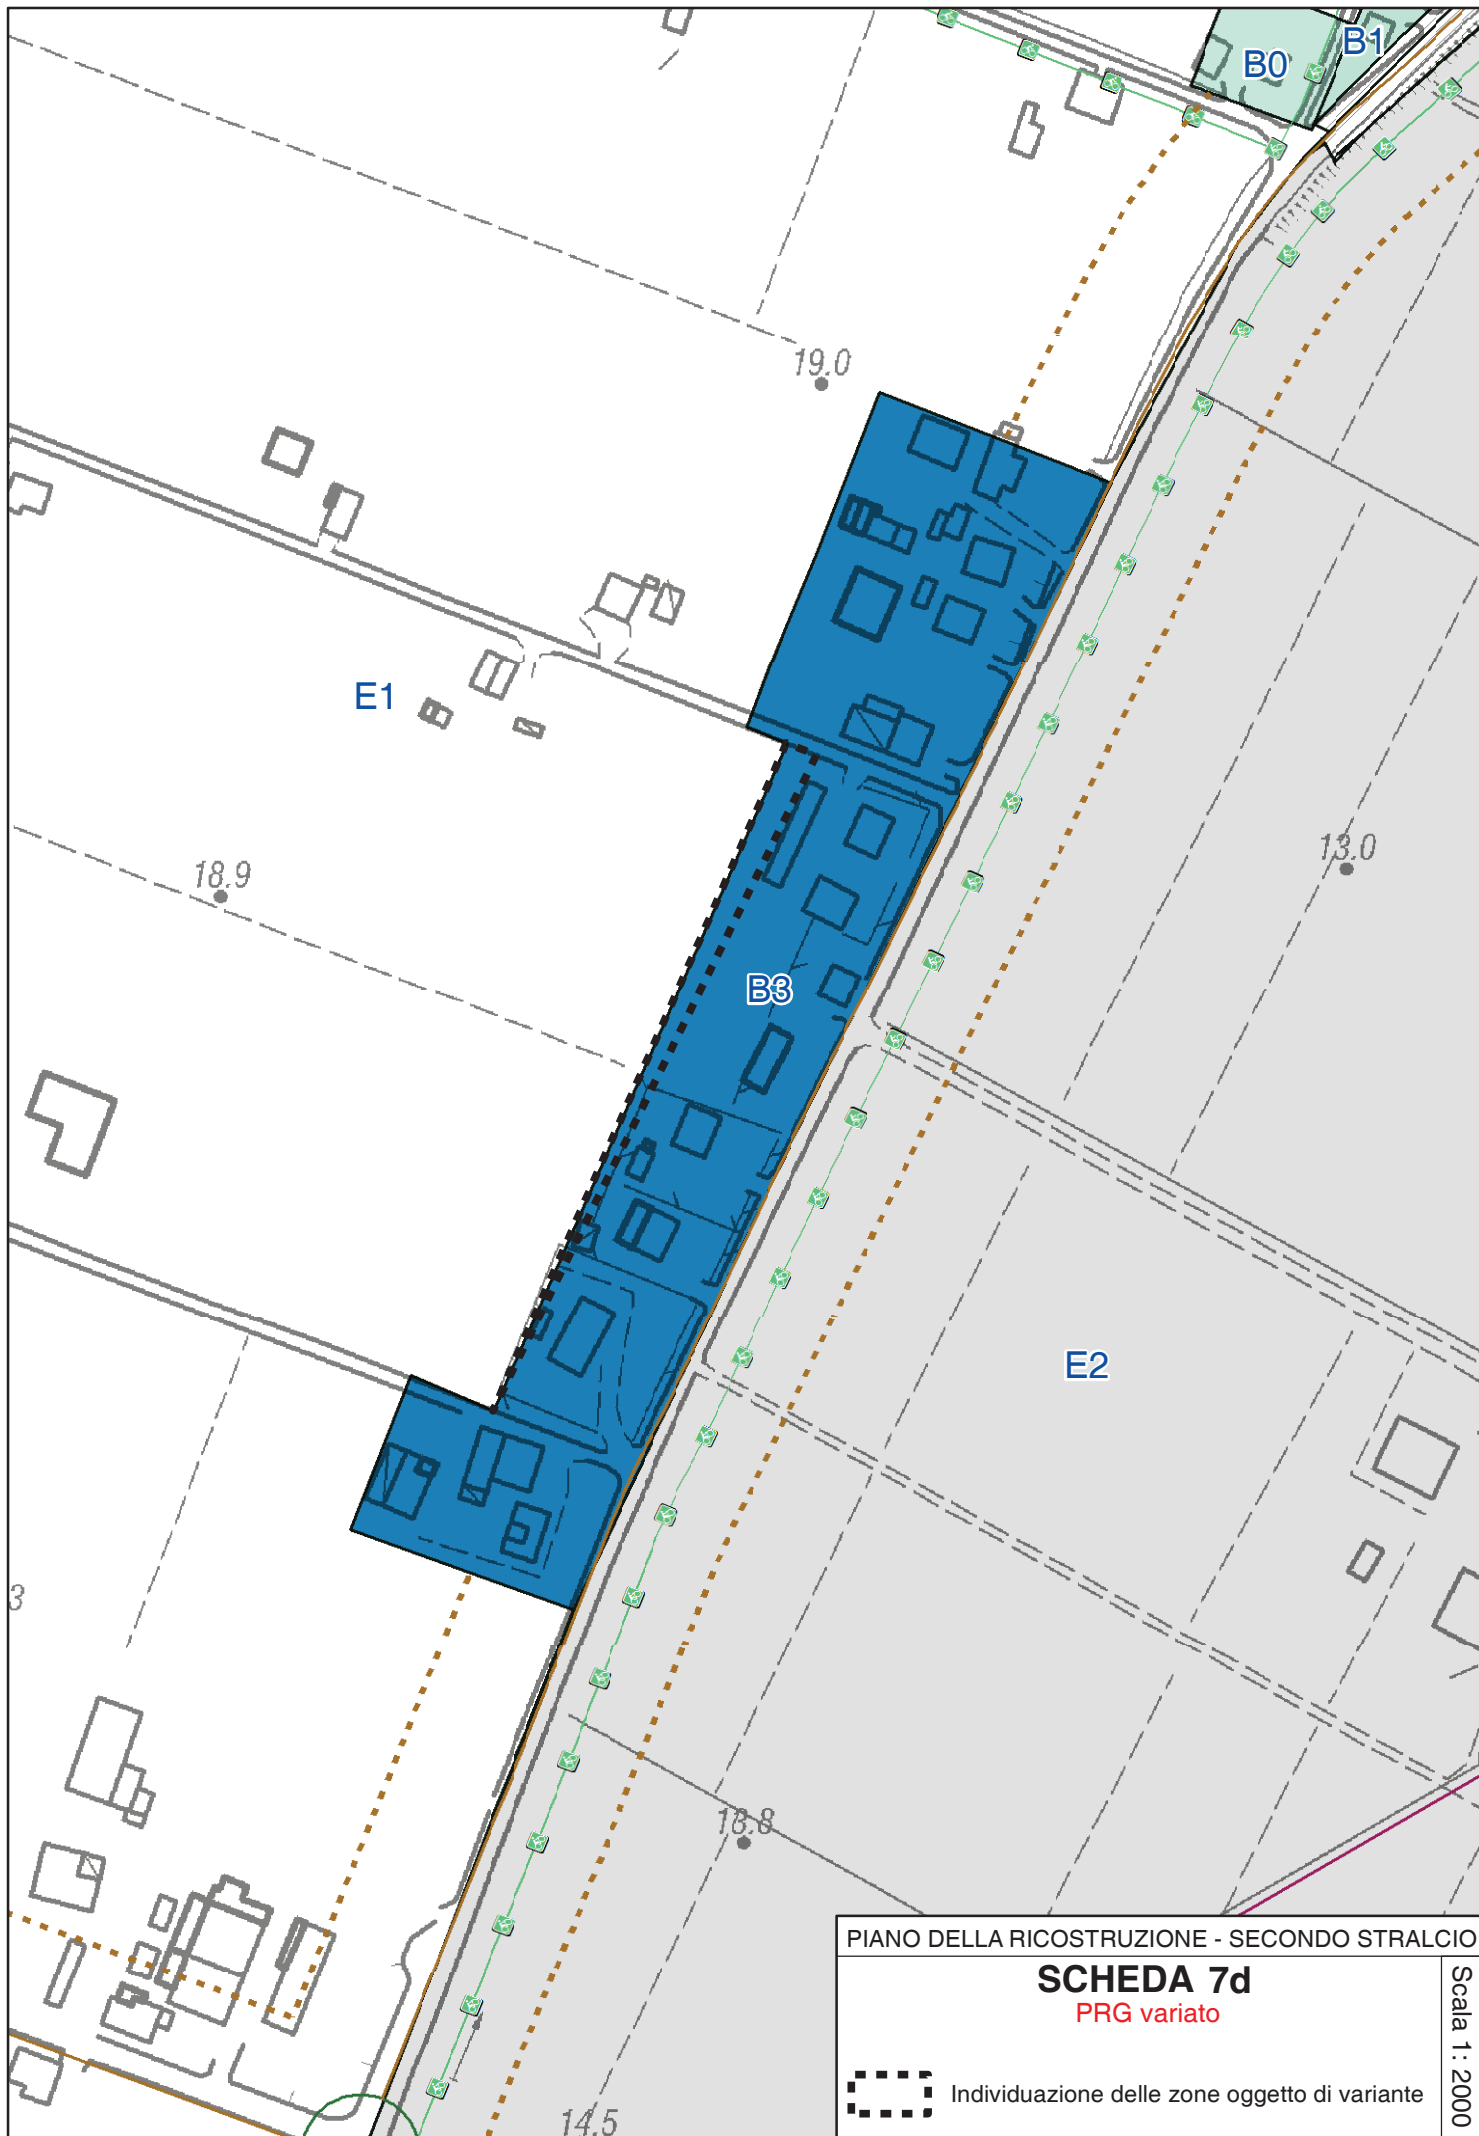 B1
B0
19.0
E1
13.0
18.9
B3
E2
3
13.8
14.5
PIANO DELLA RICOSTRUZIONE - SECONDO STRALCIO
SCHEDA 7d
PRG variato
Individuazione delle zone oggetto di variante
Scala 1: 2000